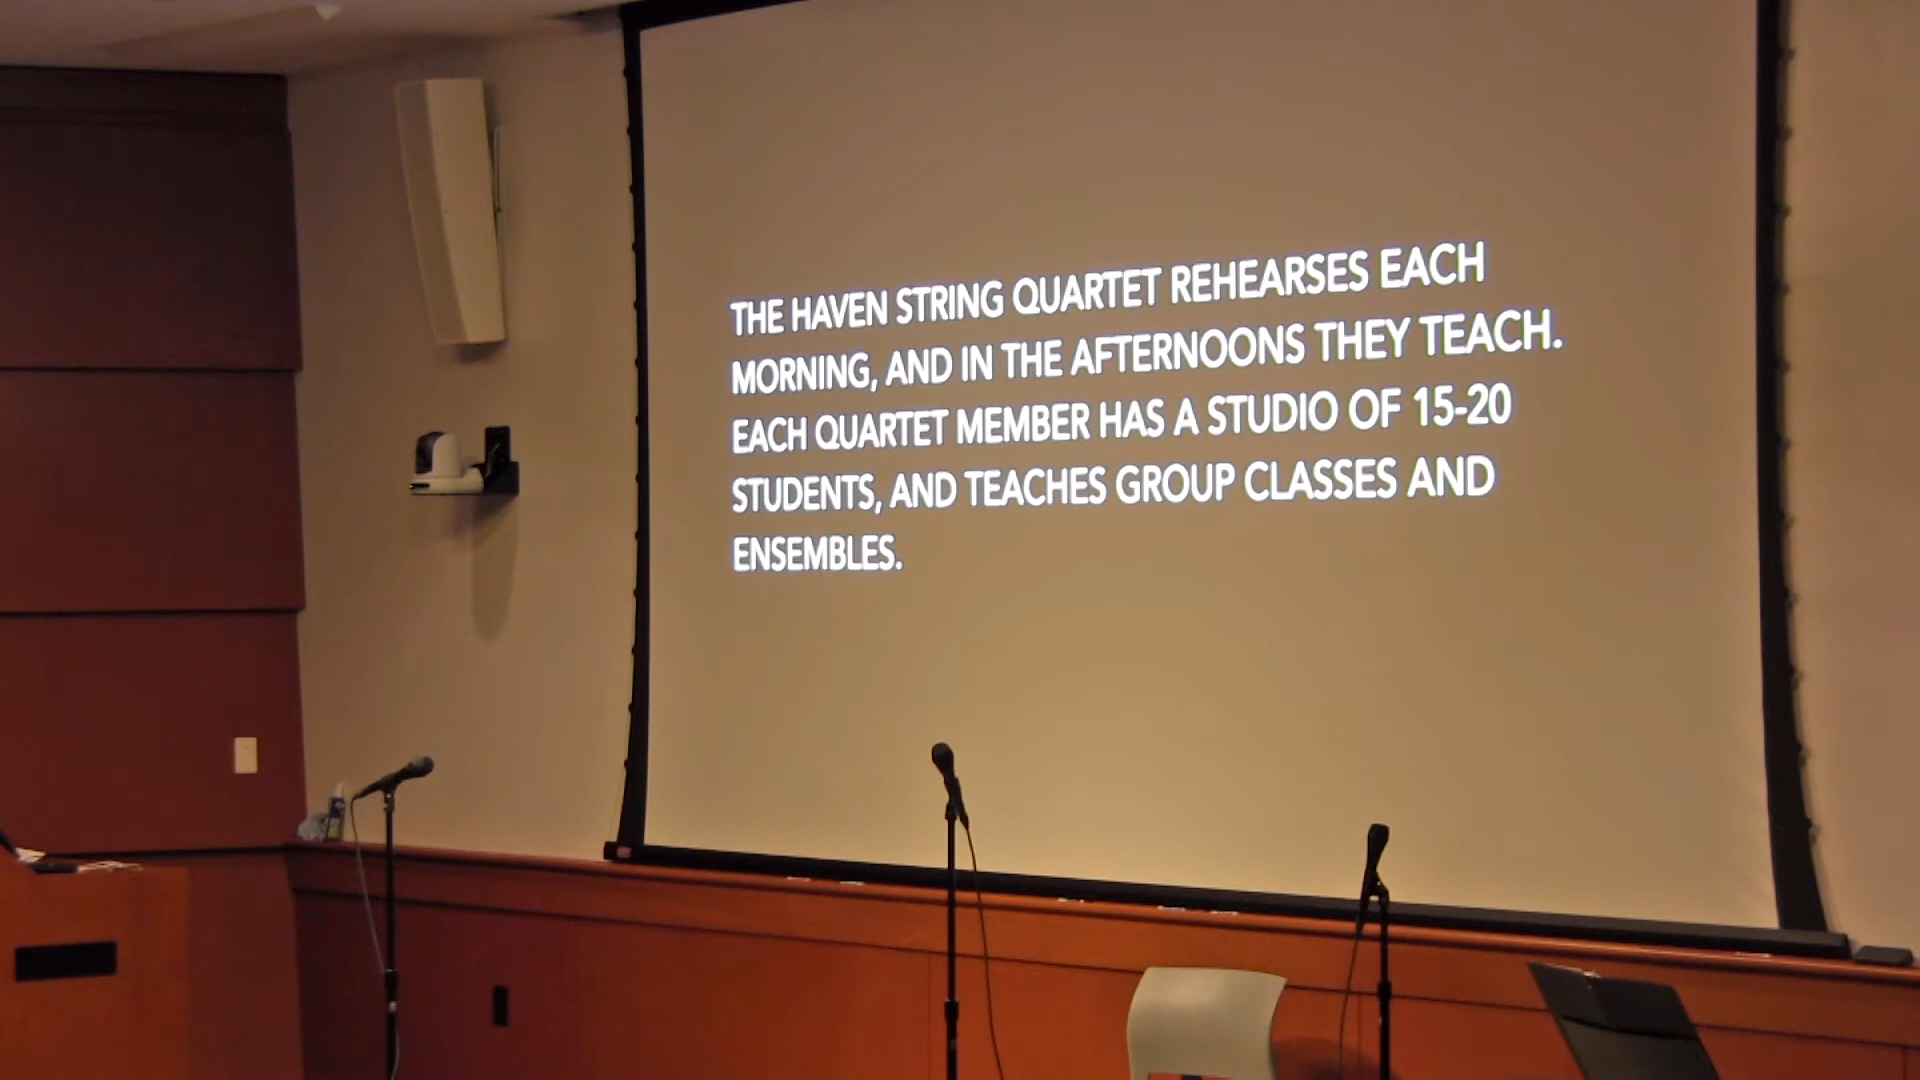 THE HAVEN STRING QUARTET REHEARSES EACH
MORNING, AND IN THE AFTERNOONS THEY TEACH.
EACH QUARTET MEMBER HAS A STUDIO OF 15-20
STUDENTS, AND TEACHES GROUP CLASSES AND
ENSEMBLES.